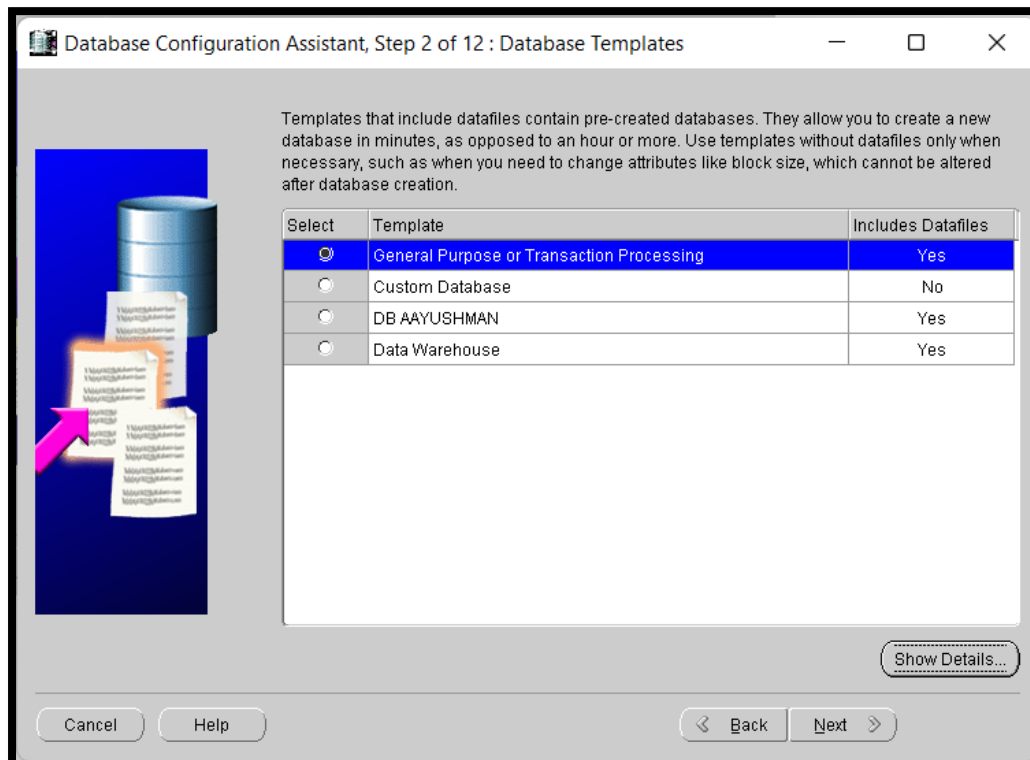 Database Configuration Assistant, Step 2 of 12 : Database Templates
Templates that include datafiles contain pre-created databases. They allow you to create a new
database in minutes, as opposed to an hour or more. Use templates without datafiles only when
necessary, such as when you need to change attributes like block size, which cannot be altered
after database creation.
Select Template Includes Datafiles
General Purpose or Transaction Processing Yes
Custom Database No
DB AAYUSHMAN Yes
Data Warehouse Yes
Show Details...
Cancel Help Back Next